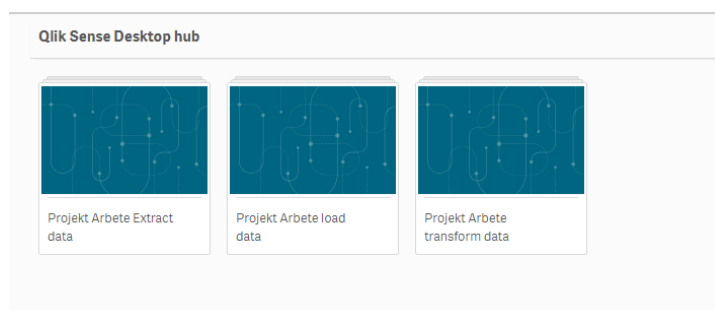 Qlik Sense Desktop hub
Projekt Arbete Extract
data
Projekt Arbete load
data
Projekt Arbete
transform data